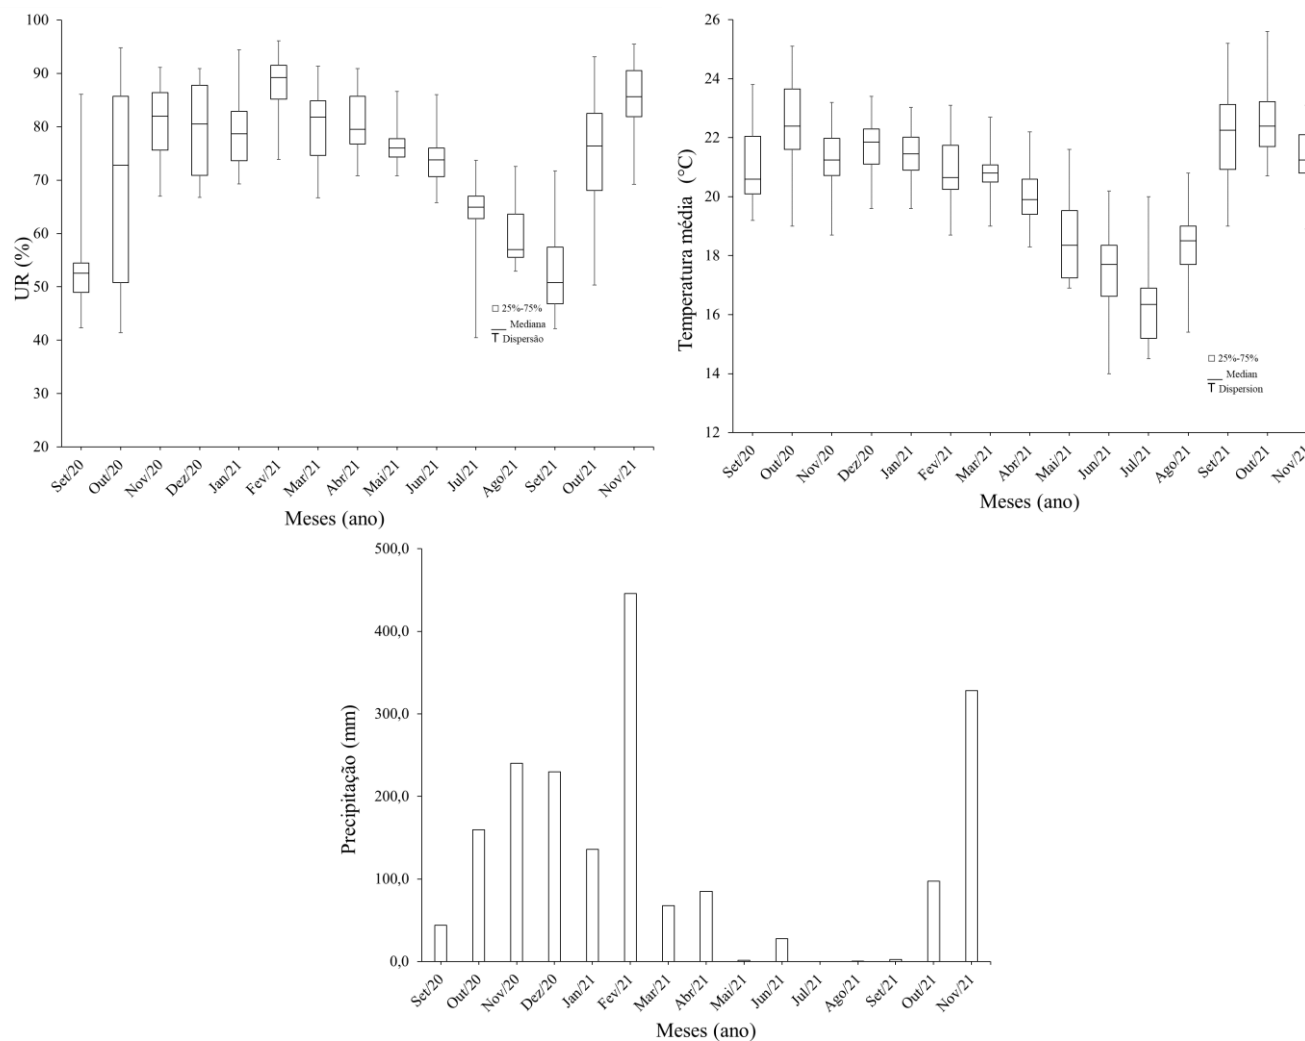 UR (%)
100
90
80
70
60
50
40
30
20
25%-75%
Mediana
Dispersão
Set/20
Out/20
Nov/20
Dez/20
Jan/21
Fev/21
Mar/21
Abr/21
Mai/21
Jun/21
Jul/21
Ago/21
Set/21
Out/21
Nov/21
Meses (ano)
Temperatura média (°C)
26
24
22
20
18
16
14
12
25%-75%
Median
Dispersion
Set/20
Out/20
Nov/20
Dez/20
Jan/21
Fev/21
Mar/21
Abr/21
Mai/21
Jun/21
Jul/21
Ago/21
Set/21
Out/21
Nov/21
Meses (ano)
Precipitação (mm)
500,0
400,0
300,0
200,0
100,0
0,0
Set/20
Out/20
Nov/20
Dez/20
Jan/21
Fev/21
Mar/21
Abr/21
Mai/21
Jun/21
Jul/21
Ago/21
Set/21
Out/21
Nov/21
Meses (ano)